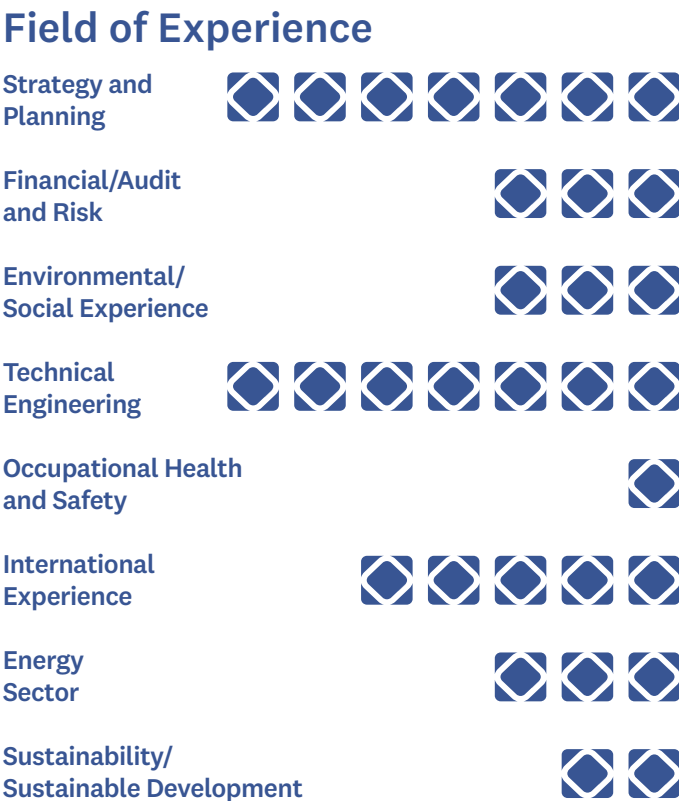 Field of Experience
Strategy and
Planning
Financial/Audit
and Risk
Environmental/
Social Experience
Technical
Engineering
Occupational Health
and Safety
International
Experience
Energy
Sector
Sustainability/
Sustainable Development